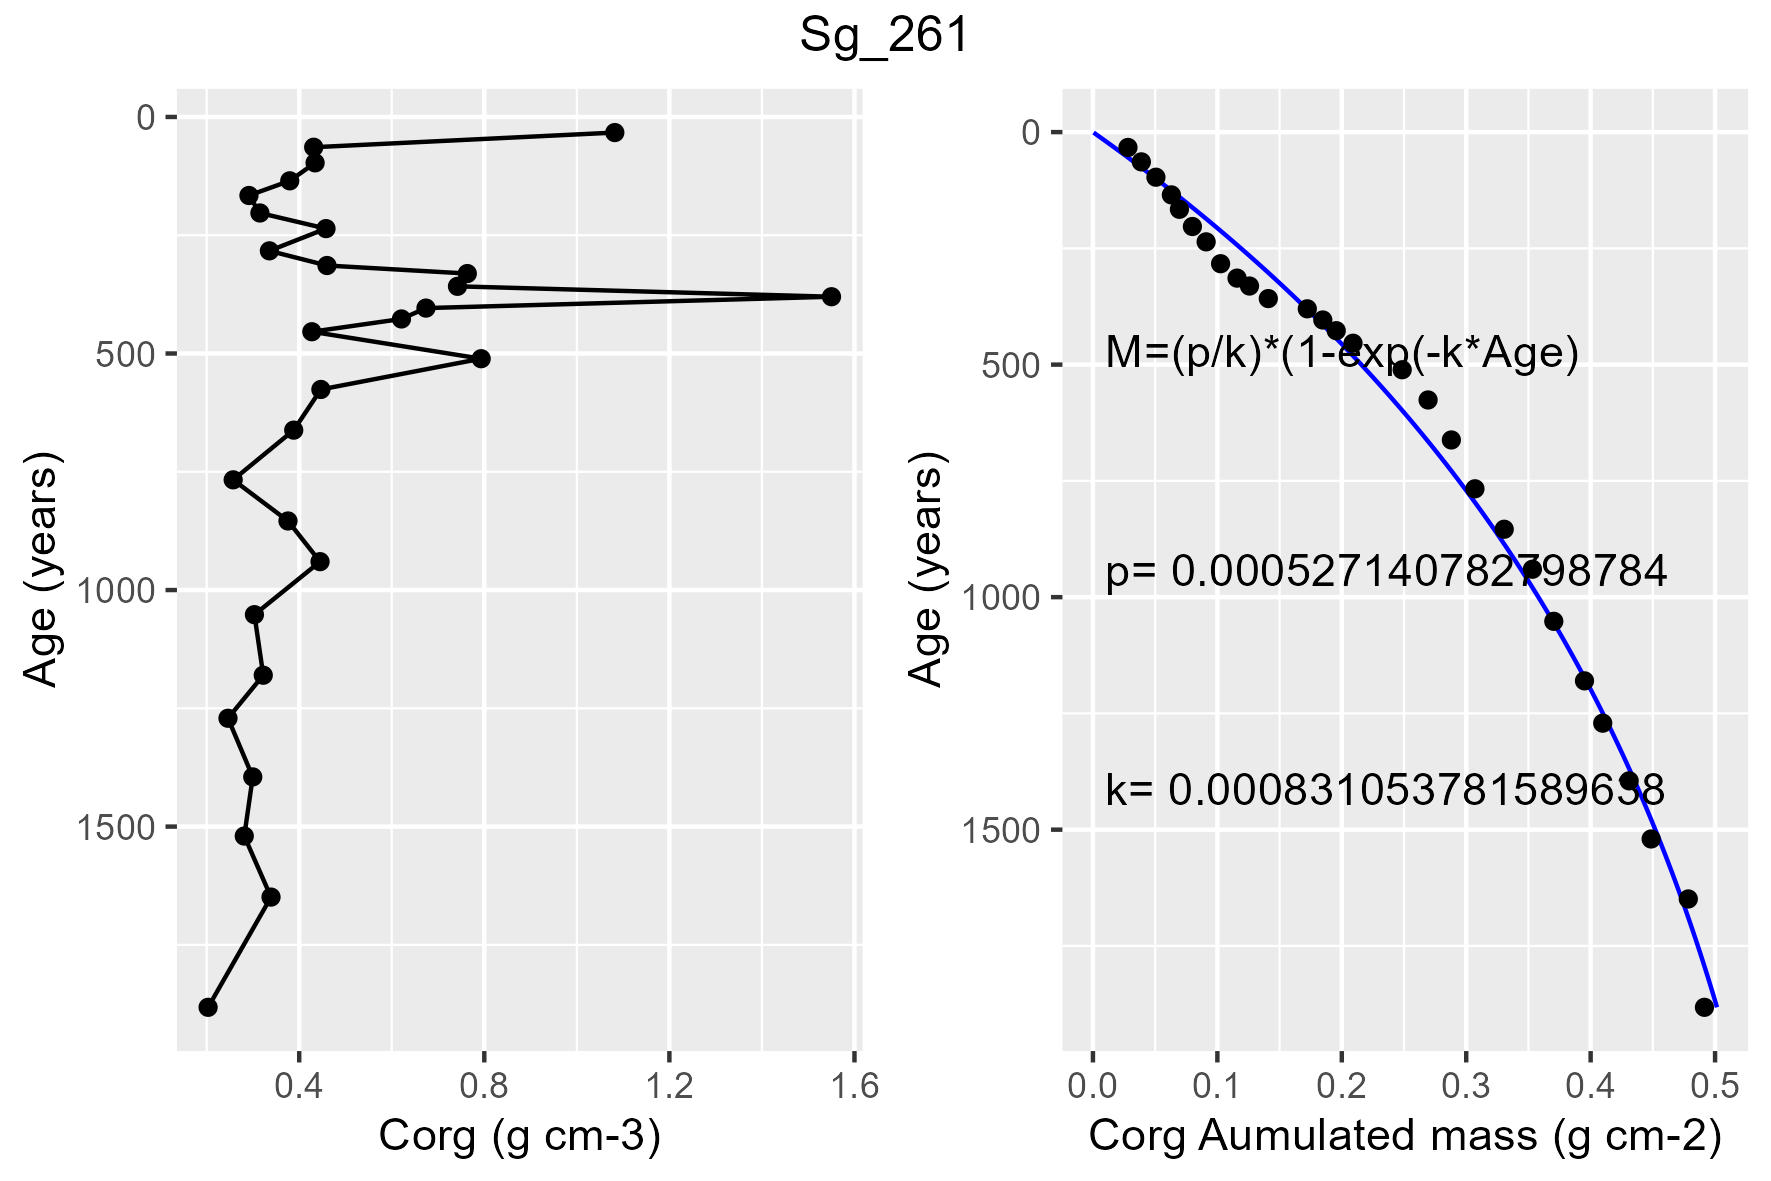 Sg_261
0
500
1000
1500
Age (years)
0.4
0.8
1.2
1.6
Corg (g cm-3)
0
500
1000
1500
Age (years)
M=(p/k)*(1-exp(-k*Age)
p= 0.000527140782798784
k= 0.000831053781589638
0.0
0.1
0.2
0.3
0.4
0.5
Corg Aumulated mass (g cm-2)